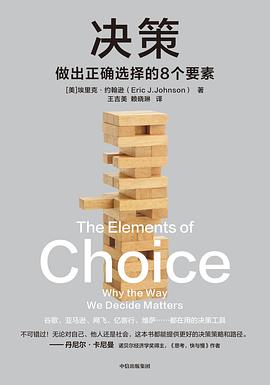 决策
做出正确选择的8个要素
[美]埃里克·约翰逊（Eric J.Johnson） 著
王吉美 赖晓琳 译
The Elements of
Choice
Why the Way
We Decide Matters
谷歌、亚马逊、网飞、亿客行、维萨……都在用的决策工具
不可错过！无论对自己、他人还是社会，这本书都能提供更好的决策策略和路径。
——丹尼尔·卡尼曼 诺贝尔经济学奖得主，《思考，快与慢》作者
中信出版集团